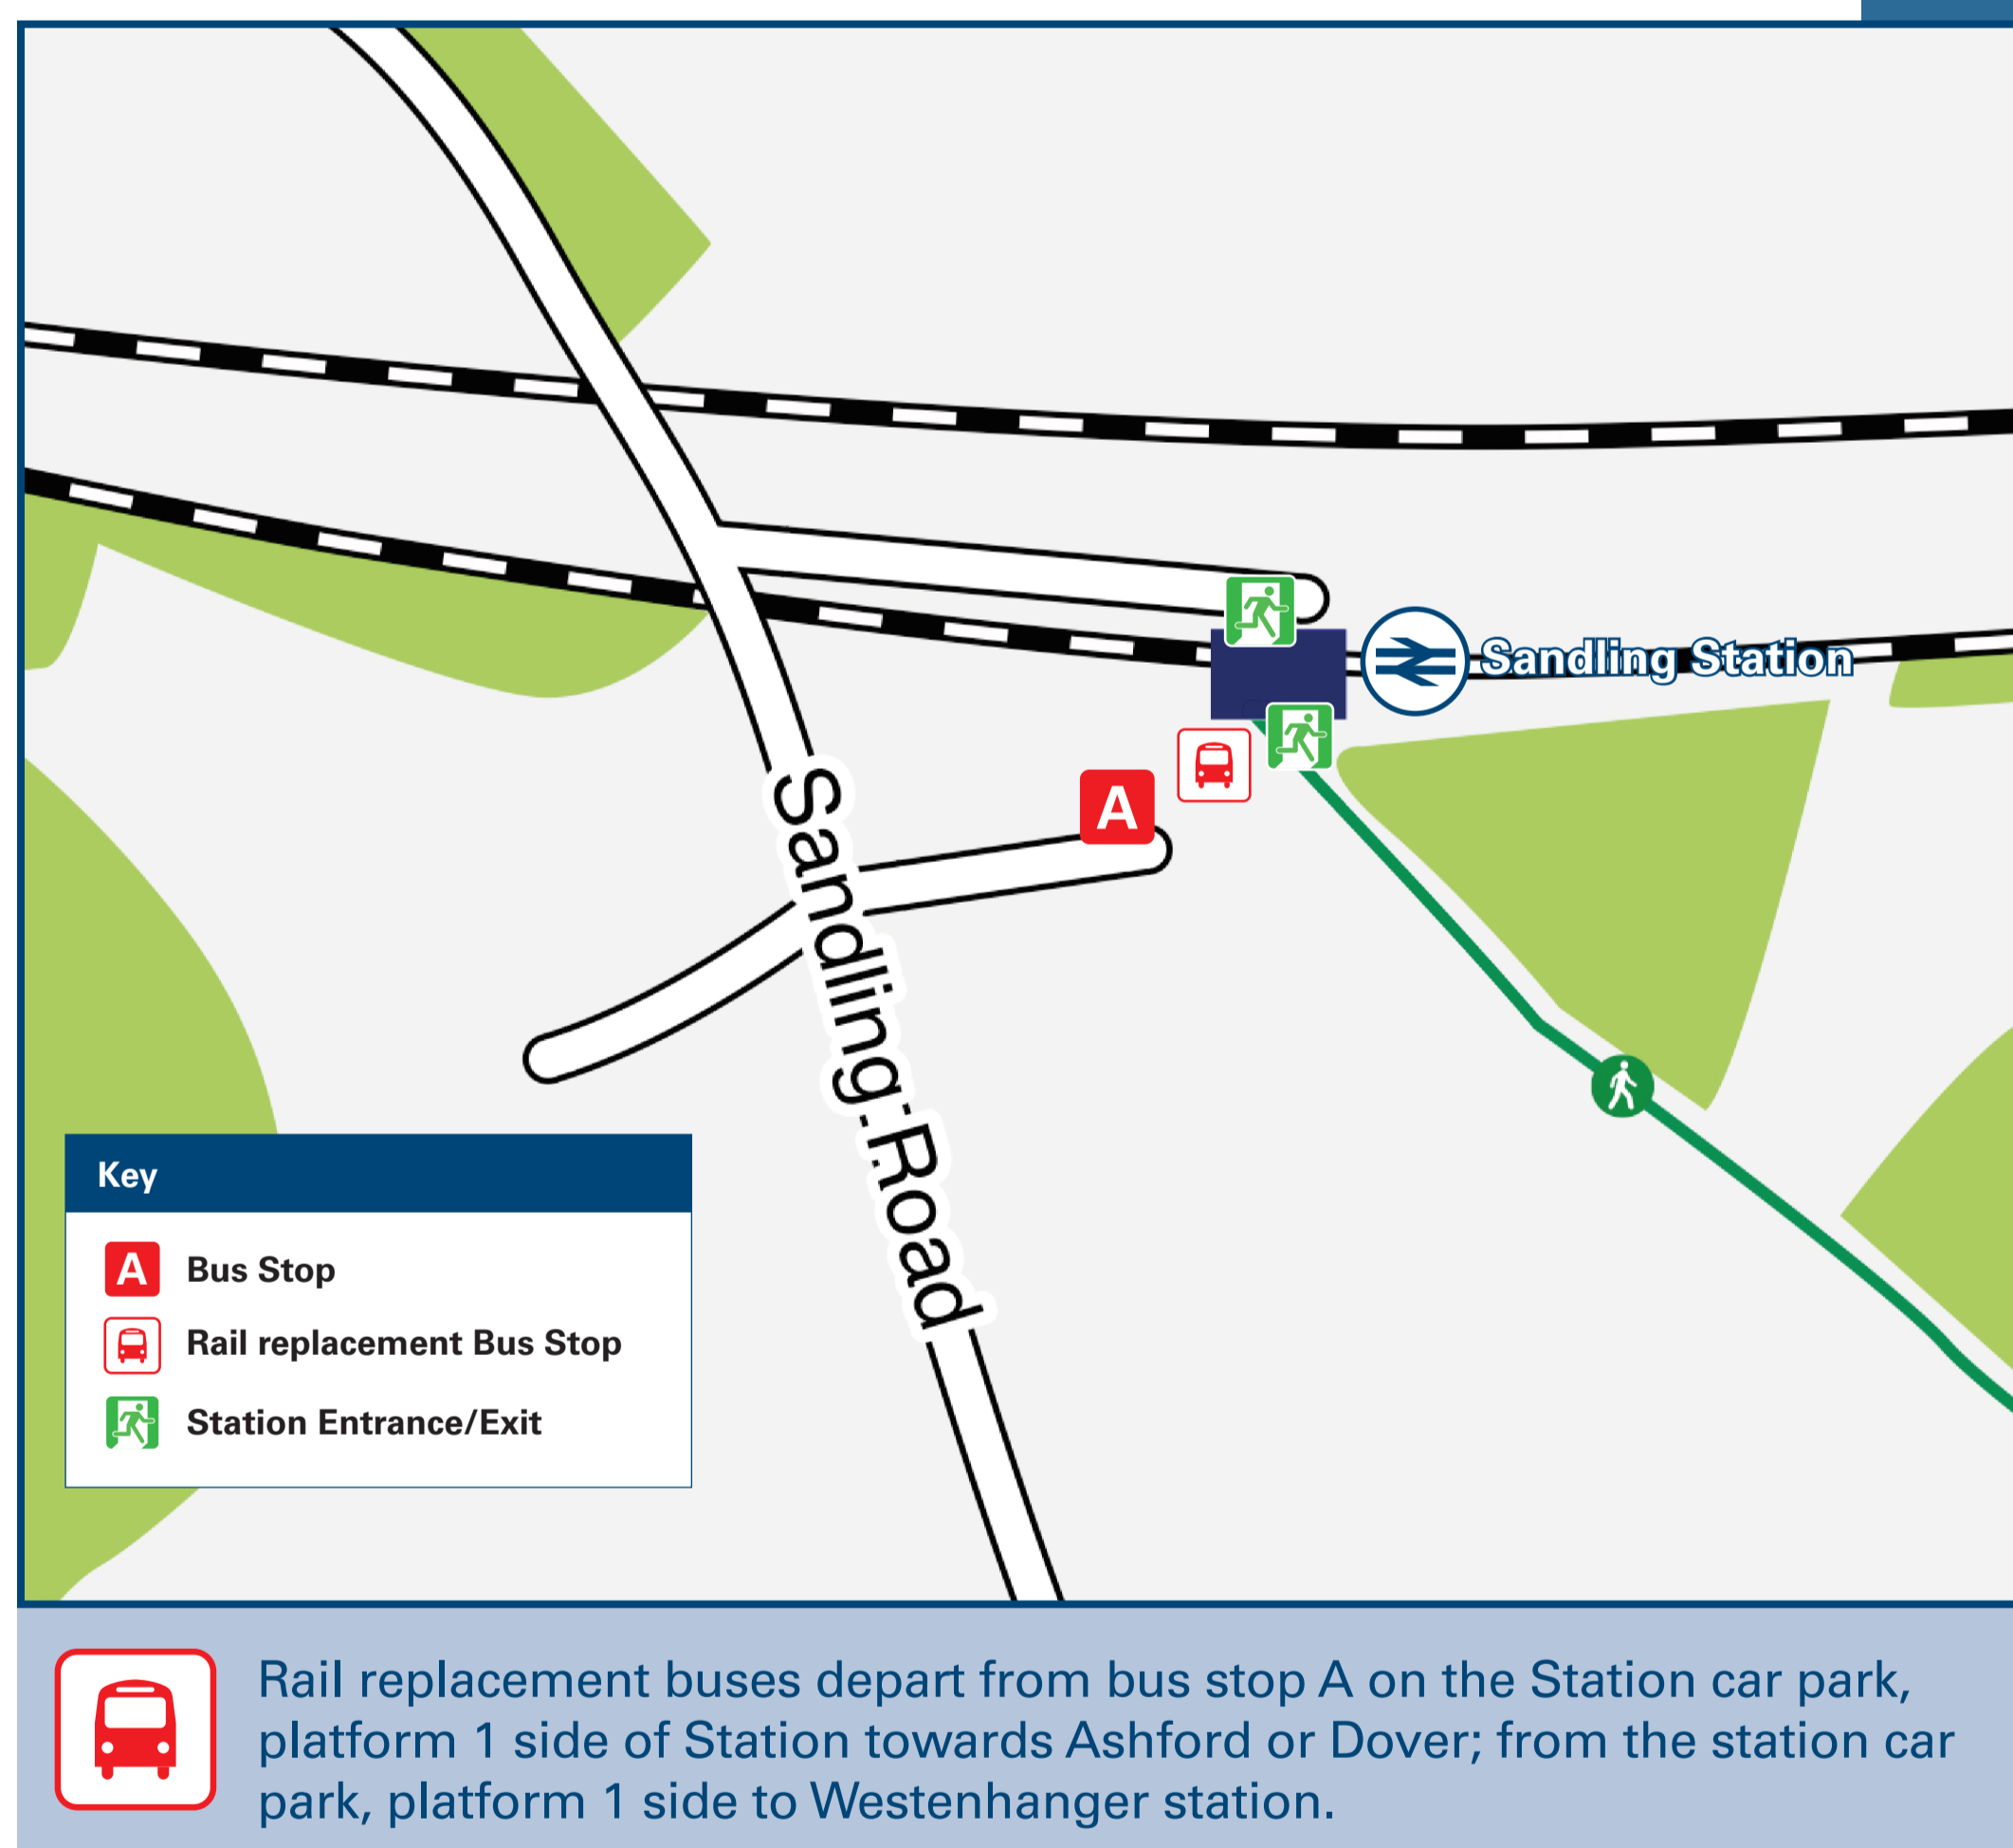 Sandling Station
A
Sandling Road
Key
A Bus Stop
Rail replacement Bus Stop
Station Entrance/Exit
Rail replacement buses depart from bus stop A on the Station car park,
platform 1 side of Station towards Ashford or Dover; from the station car
park, platform 1 side to Westenhanger station.